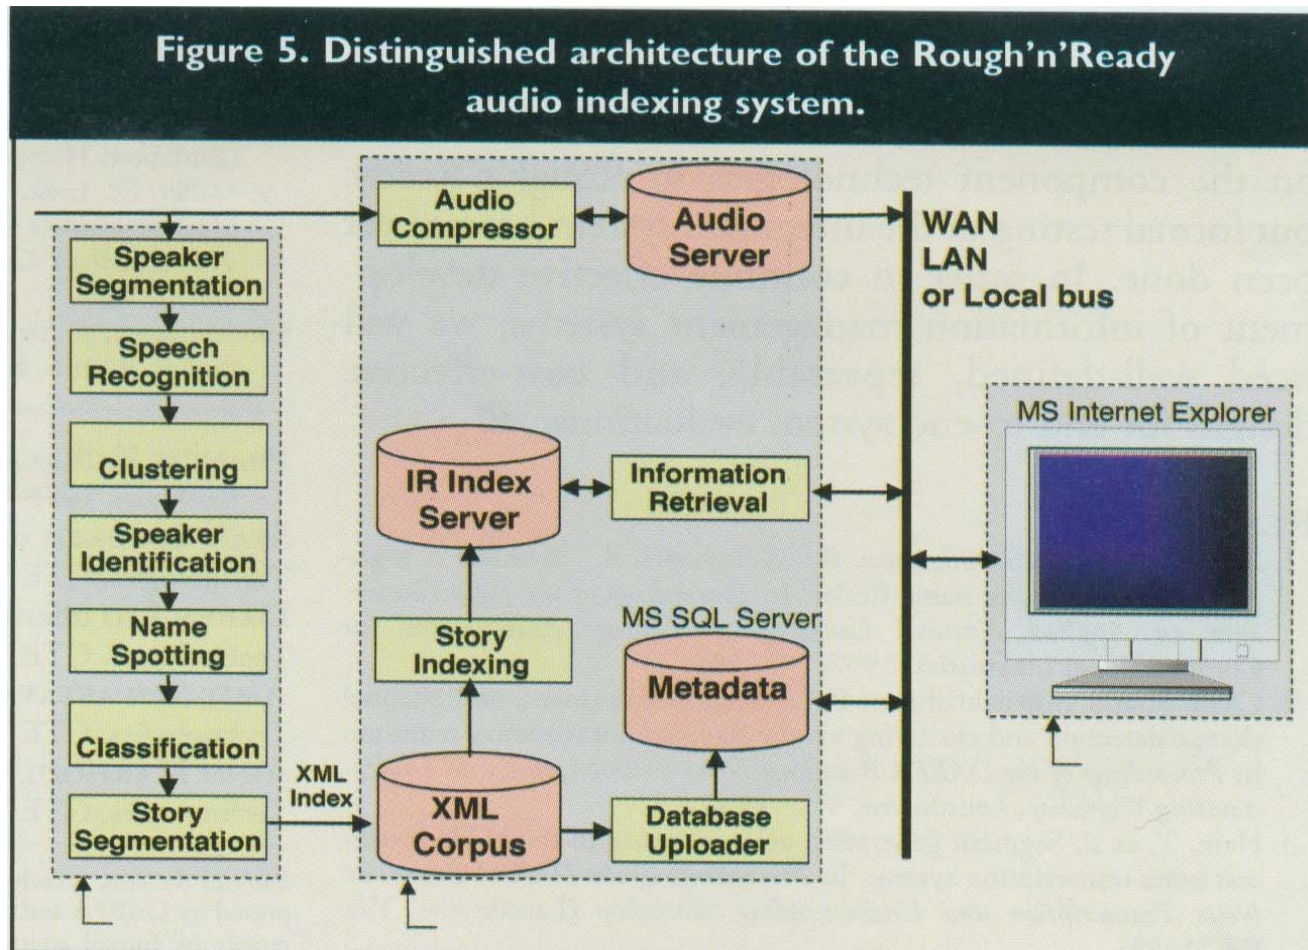 Figure 5. Distinguished architecture of the Rough'n'Ready
audio indexing system.
Audio
Compressor
Audio
Server
WAN
LAN
or Local bus
Speaker
Segmentation
Speech
Recognition
Clustering
Speaker
Identification
Name
Spotting
Classification
Story
Segmentation
XML
Index
IR Index
Server
Information
Retrieval
Story
Indexing
MS SQL Server
Metadata
XML
Corpus
Database
Uploader
MS Internet Explorer